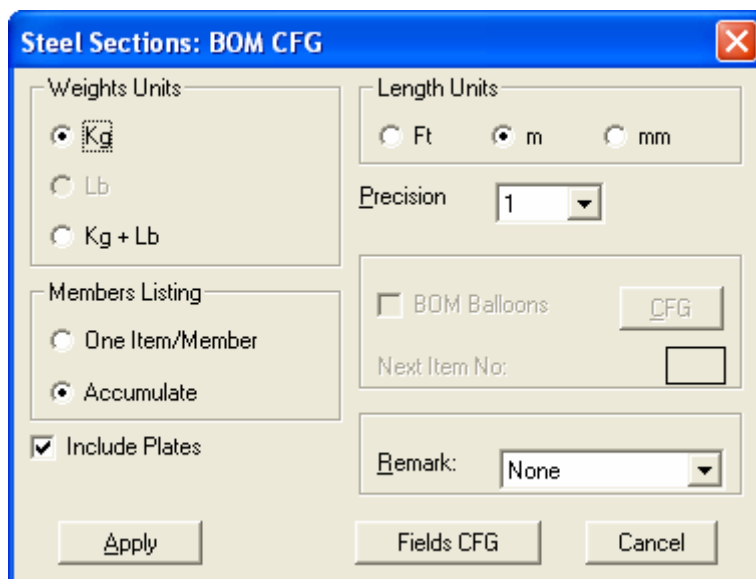 Steel Sections: BOM CFG
Weights Units
Kg
Lb
Kg + Lb
Members Listing
One Item/Member
Accumulate
Include Plates
Length Units
Ft m mm
Precision 1
BOM Balloons CFG
Next Item No:
Remark: None
Apply Fields CFG Cancel